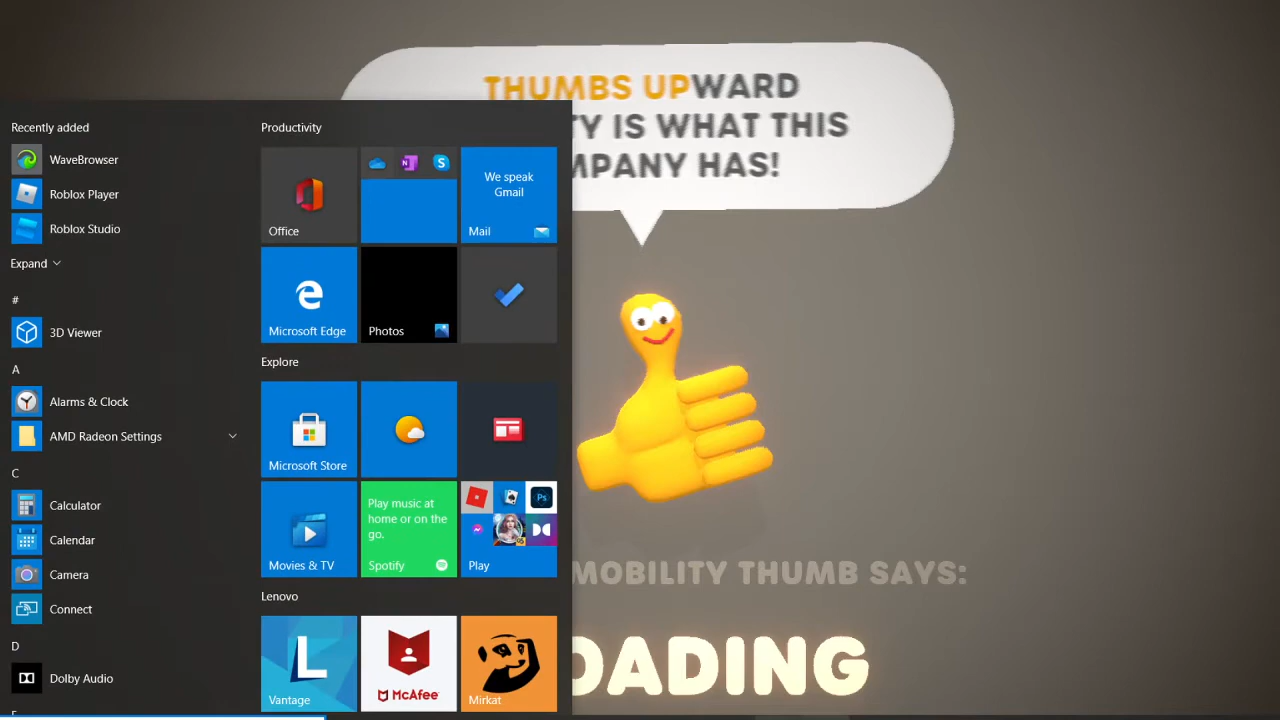 THUMBS UPWARD
TY IS WHAT THIS
MPANY HAS!
MOBILITY THUMB SAYS:
OADING
Recently added
WaveBrowser
Roblox Player
Roblox Studio
Expand
#
3D Viewer
A
Alarms & Clock
AMD Radeon Settings
C
Calculator
Calendar
Camera
Connect
D
Dolby Audio
Productivity
Office
N
S
We speak
Gmail
Mail
Microsoft Edge
Photos
Explore
Microsoft Store
Movies & TV
Play music at
home or on the
go.
Spotify
Ps
Play
Lenovo
L
Vantage
McAfee
Mirkat